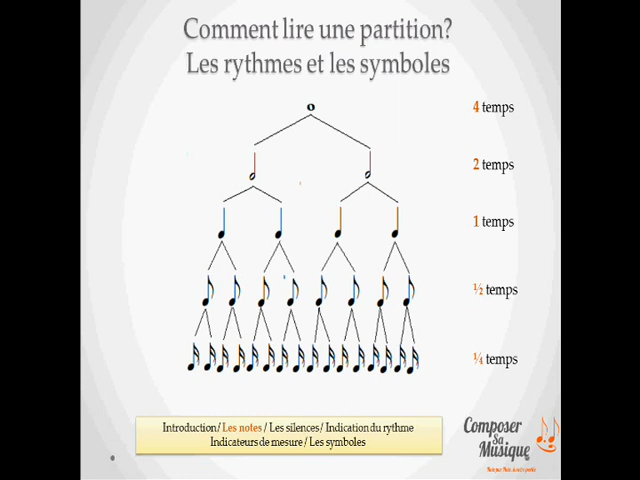 Comment lire une partition?
Les rythmes et les symboles
4 temps
2 temps
1 temps
½ temps
¼ temps
Introduction/ Les notes / Les silences/ Indication du rythme
Indicateurs de mesure / Les symboles
Composer
Sa
Musique